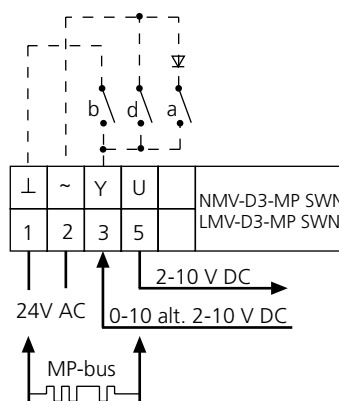 b d a
⊥ ~ Y U
NMV-D3-MP SWN
LMV-D3-MP SWN
1 2 3 5
2-10 V DC
24V AC
0-10 alt. 2-10 V DC
MP-bus